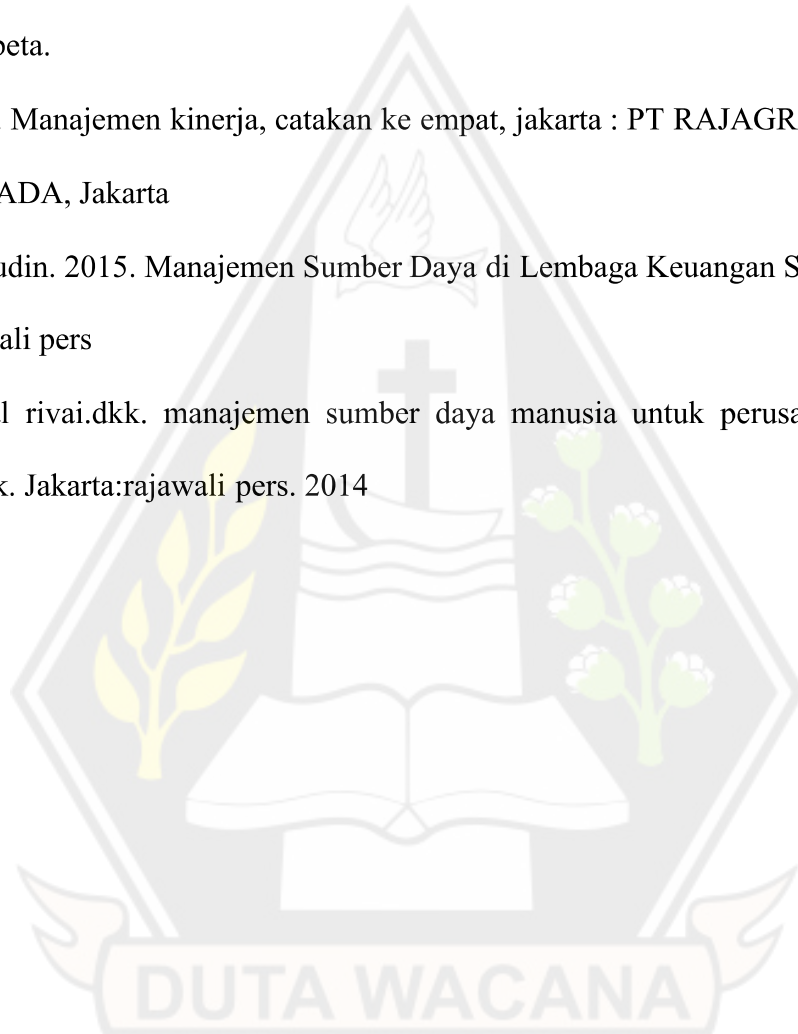 beta.
. Manajemen kinerja, catakan ke empat, jakarta : PT RAJAGR
ADA, Jakarta
udin. 2015. Manajemen Sumber Daya di Lembaga Keuangan S
ali pers
l rivai.dkk. manajemen sumber daya manusia untuk perusa
k. Jakarta:rajawali pers. 2014
DUTA WACANA